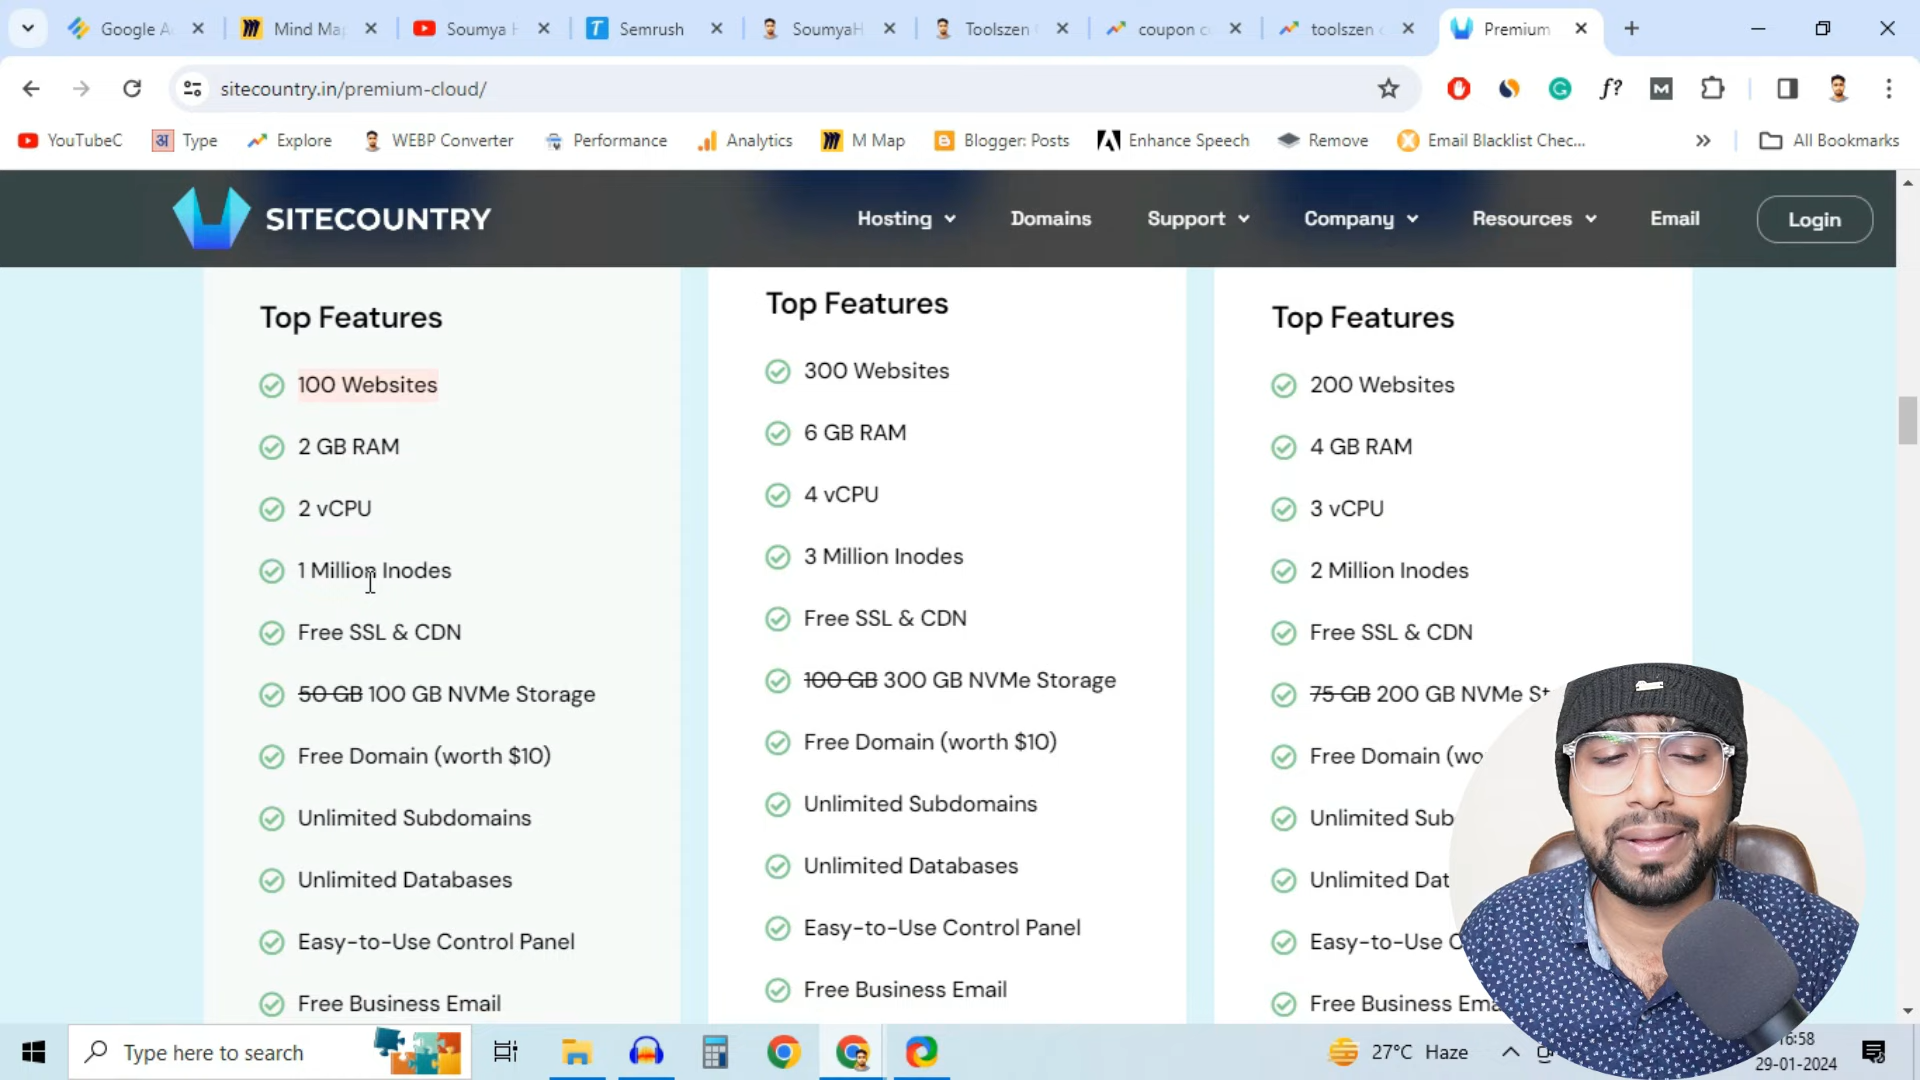 Google A
Mind Map
Soumya H
Semrush
SoumyaH
Toolszen
coupon c
toolszen
Premium
sitecountry.in/premium-cloud/
YouTubeC
Type
Explore
WEBP Converter
Performance
Analytics
M Map
Blogger: Posts
Enhance Speech
Remove
Email Blacklist Chec...
All Bookmarks
SITECOUNTRY
Hosting
Domains
Support
Company
Resources
Email
Login
Top Features
100 Websites
2 GB RAM
2 vCPU
1 Million Inodes
Free SSL & CDN
50 GB 100 GB NVMe Storage
Free Domain (worth $10)
Unlimited Subdomains
Unlimited Databases
Easy-to-Use Control Panel
Free Business Email
Top Features
300 Websites
6 GB RAM
4 vCPU
3 Million Inodes
Free SSL & CDN
100 GB 300 GB NVMe Storage
Free Domain (worth $10)
Unlimited Subdomains
Unlimited Databases
Easy-to-Use Control Panel
Free Business Email
Top Features
200 Websites
4 GB RAM
3 vCPU
2 Million Inodes
Free SSL & CDN
75 GB 200 GB NVMe St
Free Domain (wo
Unlimited Sub
Unlimited Dat
Easy-to-Use C
Free Business Ema
Type here to search
27°C Haze
16:58
29-01-2024